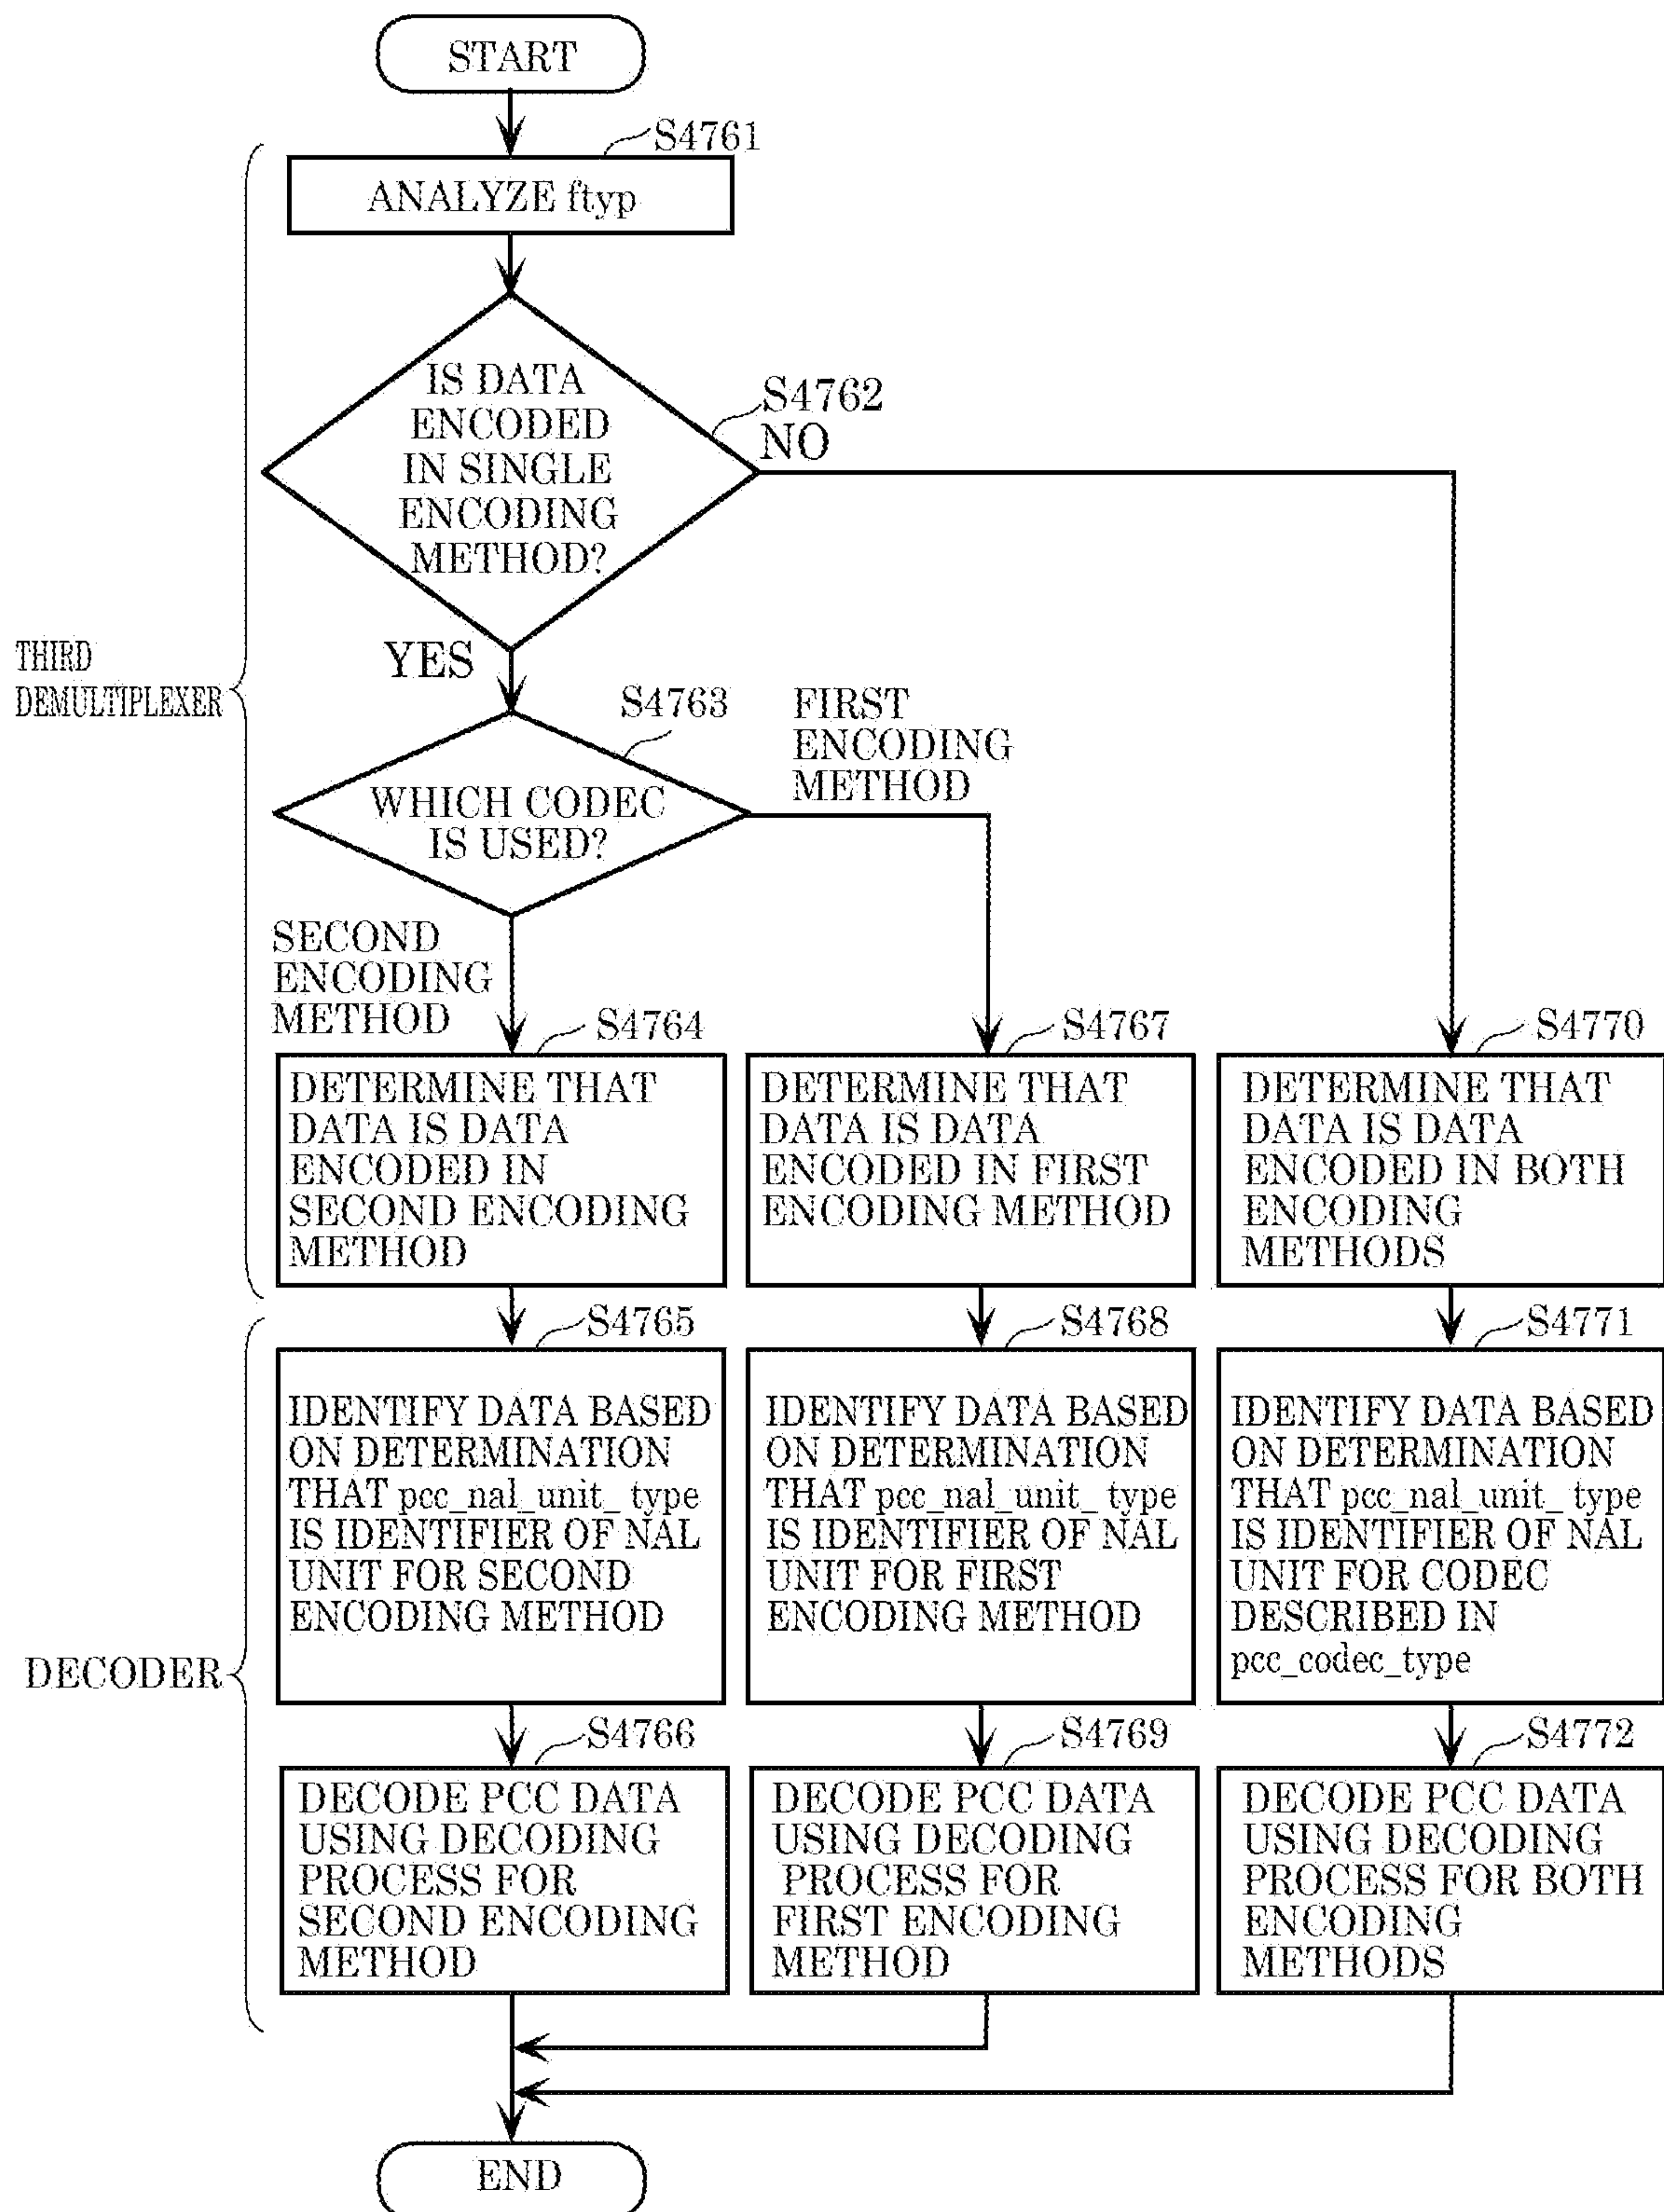 START
S4761
ANALYZE ftyp
IS DATA
ENCODED
IN SINGLE
ENCODING
METHOD?
S4762
NO
YES
THIRD
DEMULTIPLEXER
S4763
WHICH CODEC
IS USED?
FIRST
ENCODING
METHOD
SECOND
ENCODING
METHOD
S4764
DETERMINE THAT
DATA IS DATA
ENCODED IN
SECOND ENCODING
METHOD
S4767
DETERMINE THAT
DATA IS DATA
ENCODED IN FIRST
ENCODING METHOD
S4770
DETERMINE THAT
DATA IS DATA
ENCODED IN BOTH
ENCODING
METHODS
DECODER
S4765
IDENTIFY DATA BASED
ON DETERMINATION
THAT pcc_nal_unit_ type
IS IDENTIFIER OF NAL
UNIT FOR SECOND
ENCODING METHOD
S4768
IDENTIFY DATA BASED
ON DETERMINATION
THAT pcc_nal_unit_ type
IS IDENTIFIER OF NAL
UNIT FOR FIRST
ENCODING METHOD
S4771
IDENTIFY DATA BASED
ON DETERMINATION
THAT pcc_nal_unit_ type
IS IDENTIFIER OF NAL
UNIT FOR CODEC
DESCRIBED IN
pcc_codec_type
S4766
DECODE PCC DATA
USING DECODING
PROCESS FOR
SECOND ENCODING
METHOD
S4769
DECODE PCC DATA
USING DECODING
PROCESS FOR
FIRST ENCODING
METHOD
S4772
DECODE PCC DATA
USING DECODING
PROCESS FOR BOTH
ENCODING
METHODS
END